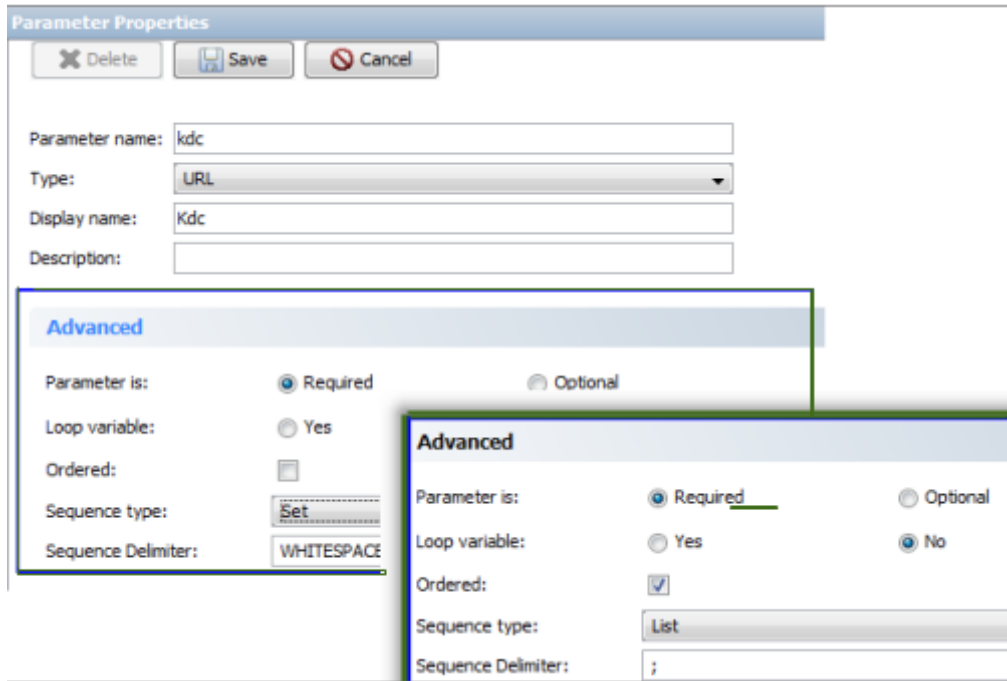 Parameter Properties
Delete Save Cancel
Parameter name: kdc
Type: URL
Display name: Kdc
Description:
Advanced
Parameter is: Required Optional
Loop variable: Yes
Ordered:
Sequence type: Set
Sequence Delimiter: WHITESPACE
Advanced
Parameter is: Required Optional
Loop variable: Yes No
Ordered:
Sequence type: List
Sequence Delimiter: ;